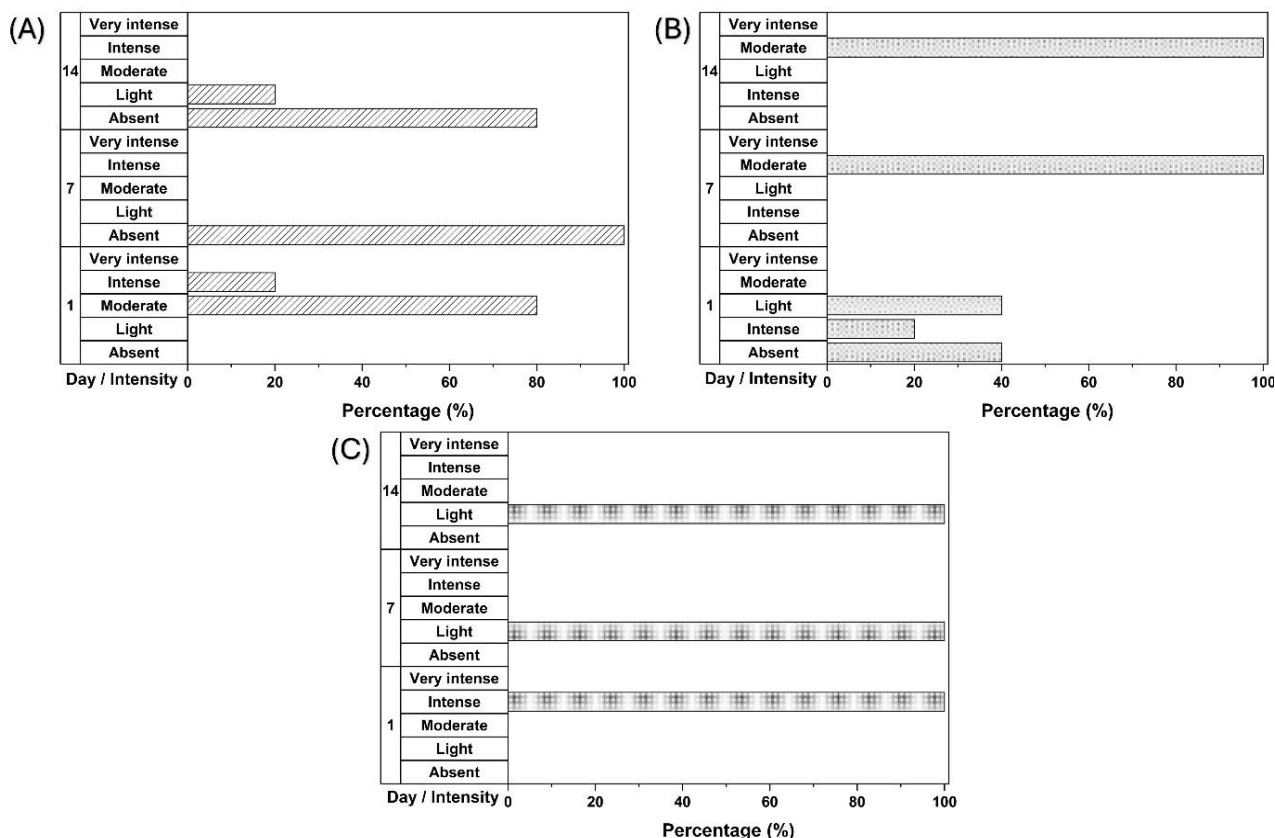 (A)
Very intense
Intense
14
Moderate
Light
Absent
Very intense
Intense
7
Moderate
Light
Absent
Very intense
Intense
1
Moderate
Light
Absent
Day / Intensity
0 20 40 60 80 100
Percentage (%)
(B)
Very intense
Moderate
14
Light
Intense
Absent
Very intense
Moderate
7
Light
Intense
Absent
Very intense
Moderate
1
Light
Intense
Absent
Day / Intensity
0 20 40 60 80 100
Percentage (%)
(C)
Very intense
Intense
14
Moderate
Light
Absent
Very intense
Intense
7
Moderate
Light
Absent
Very intense
Intense
1
Moderate
Light
Absent
Day / Intensity
0 20 40 60 80 100
Percentage (%)